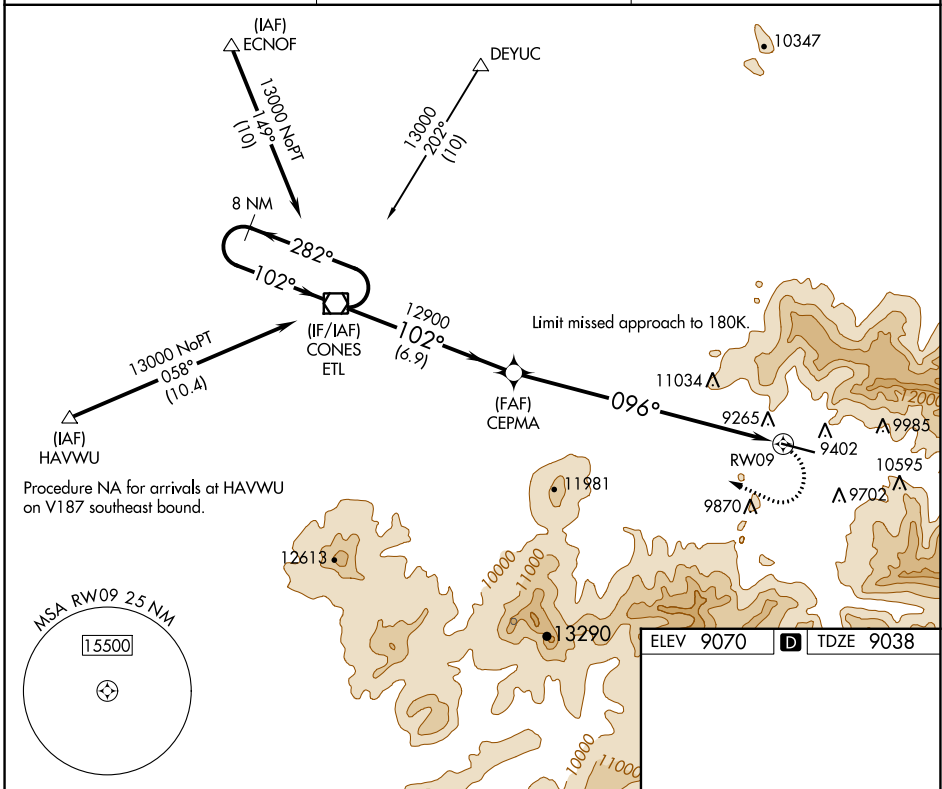 (IAF)
ECNOF
DEYUC
10347
13000 NoPT
149°
(10)
13000
202°
(10)
8 NM
282°
102°
(IF/IAF)
CONES
ETL
12900
102°
(6.9)
Limit missed approach to 180K.
13000 NoPT
058°
(10.4)
(IAF)
HAVWU
(FAF)
CEPMA
096°
11034
12000
9265
9985
9402
RW09
10595
9702
9870
Procedure NA for arrivals at HAVWU
on V187 southeast bound.
11981
12613
10000
11000
13290
MSA RW09 25 NM
15500
ELEV 9070 D TDZE 9038
10000
11000